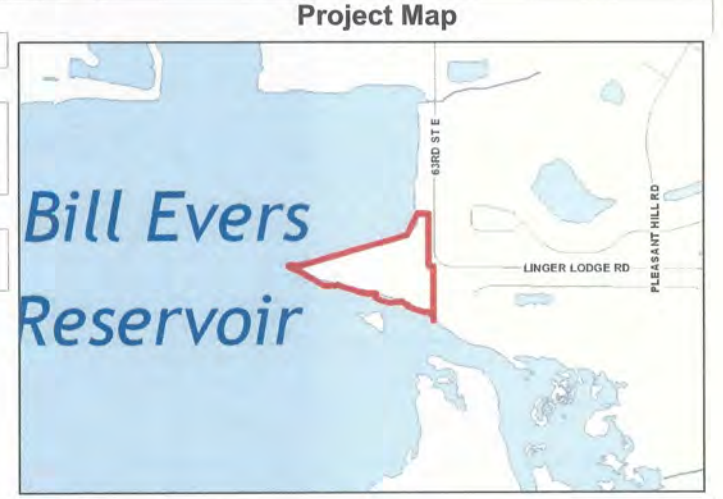 Project Map
63RD ST E
Bill Evers
PLEASANT HILL RD
LINGER LODGE RD
Reservoir